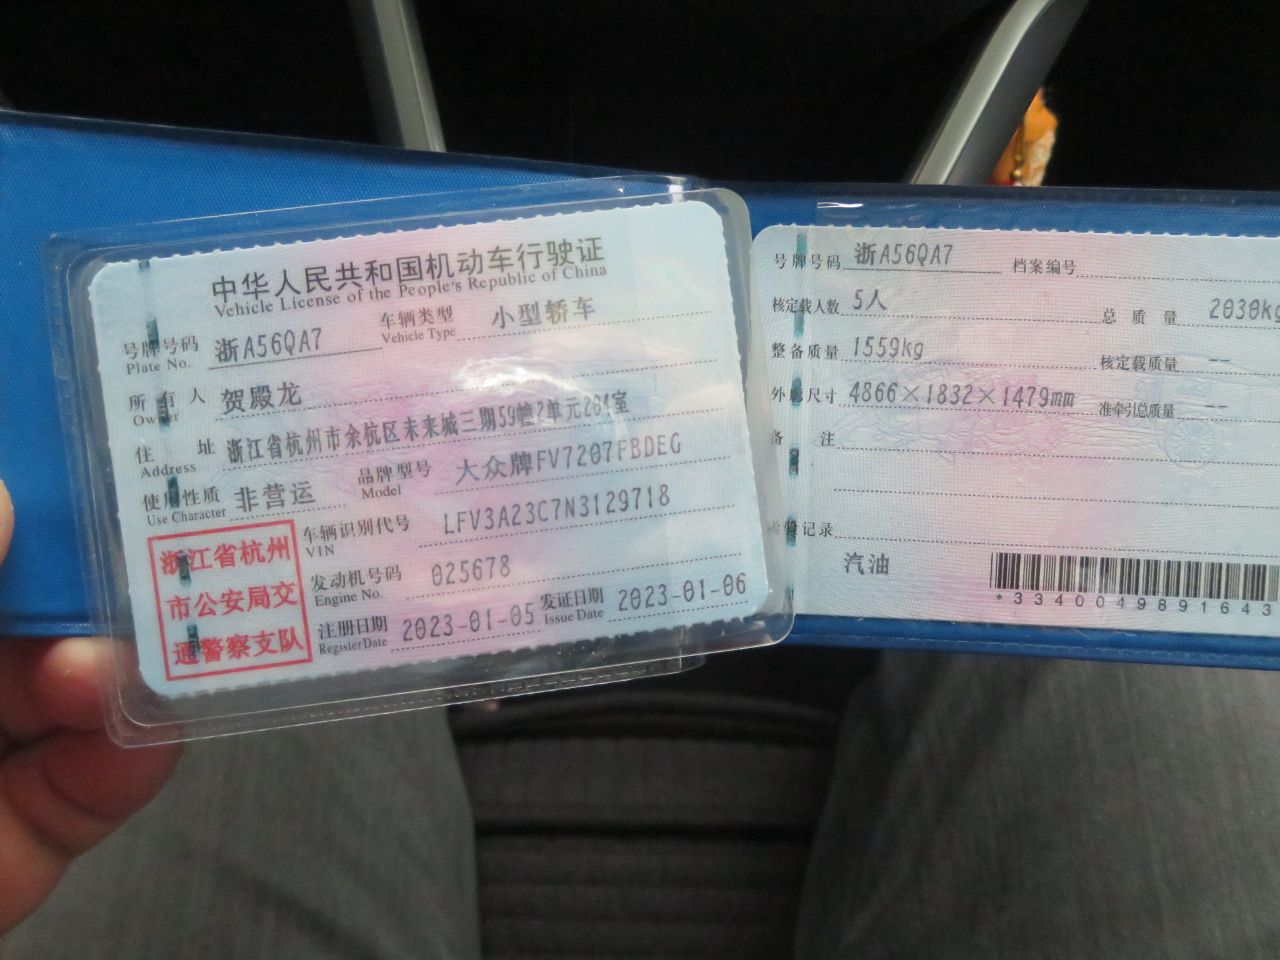 中华人民共和国机动车行驶证
Vehicle License of the People's Republic of China
号牌号码 浙A56QA7 车辆类型 小型轿车
Plate No. Vehicle Type
所有人 贺殿龙
Owner
住址 浙江省杭州市余杭区未来城三期59幢2单元204室
Address
使用性质 非营运 品牌型号 大众牌FV7207FBDEG
Use Character Model
浙江省杭州
市公安局交
通警察支队
车辆识别代号 LFV3A23C7N3129718
VIN
发动机号码 025678
Engine No.
注册日期 2023-01-05 发证日期 2023-01-06
Register Date Issue Date
号牌号码 浙A56QA7 档案编号
核定载人数 5人 总质量 2030kg
整备质量 1559kg 核定载质量 --
外廓尺寸 4866×1832×1479mm 准牵引总质量 --
备注
检验记录
汽油
*3340049891643